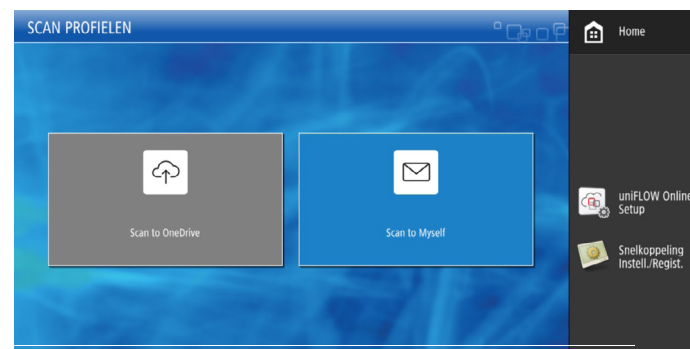 SCAN PROFIELEN
Home
Scan to OneDrive
Scan to Myself
uniFLOW Online
Setup
Snelkoppeling
Instell./Regist.